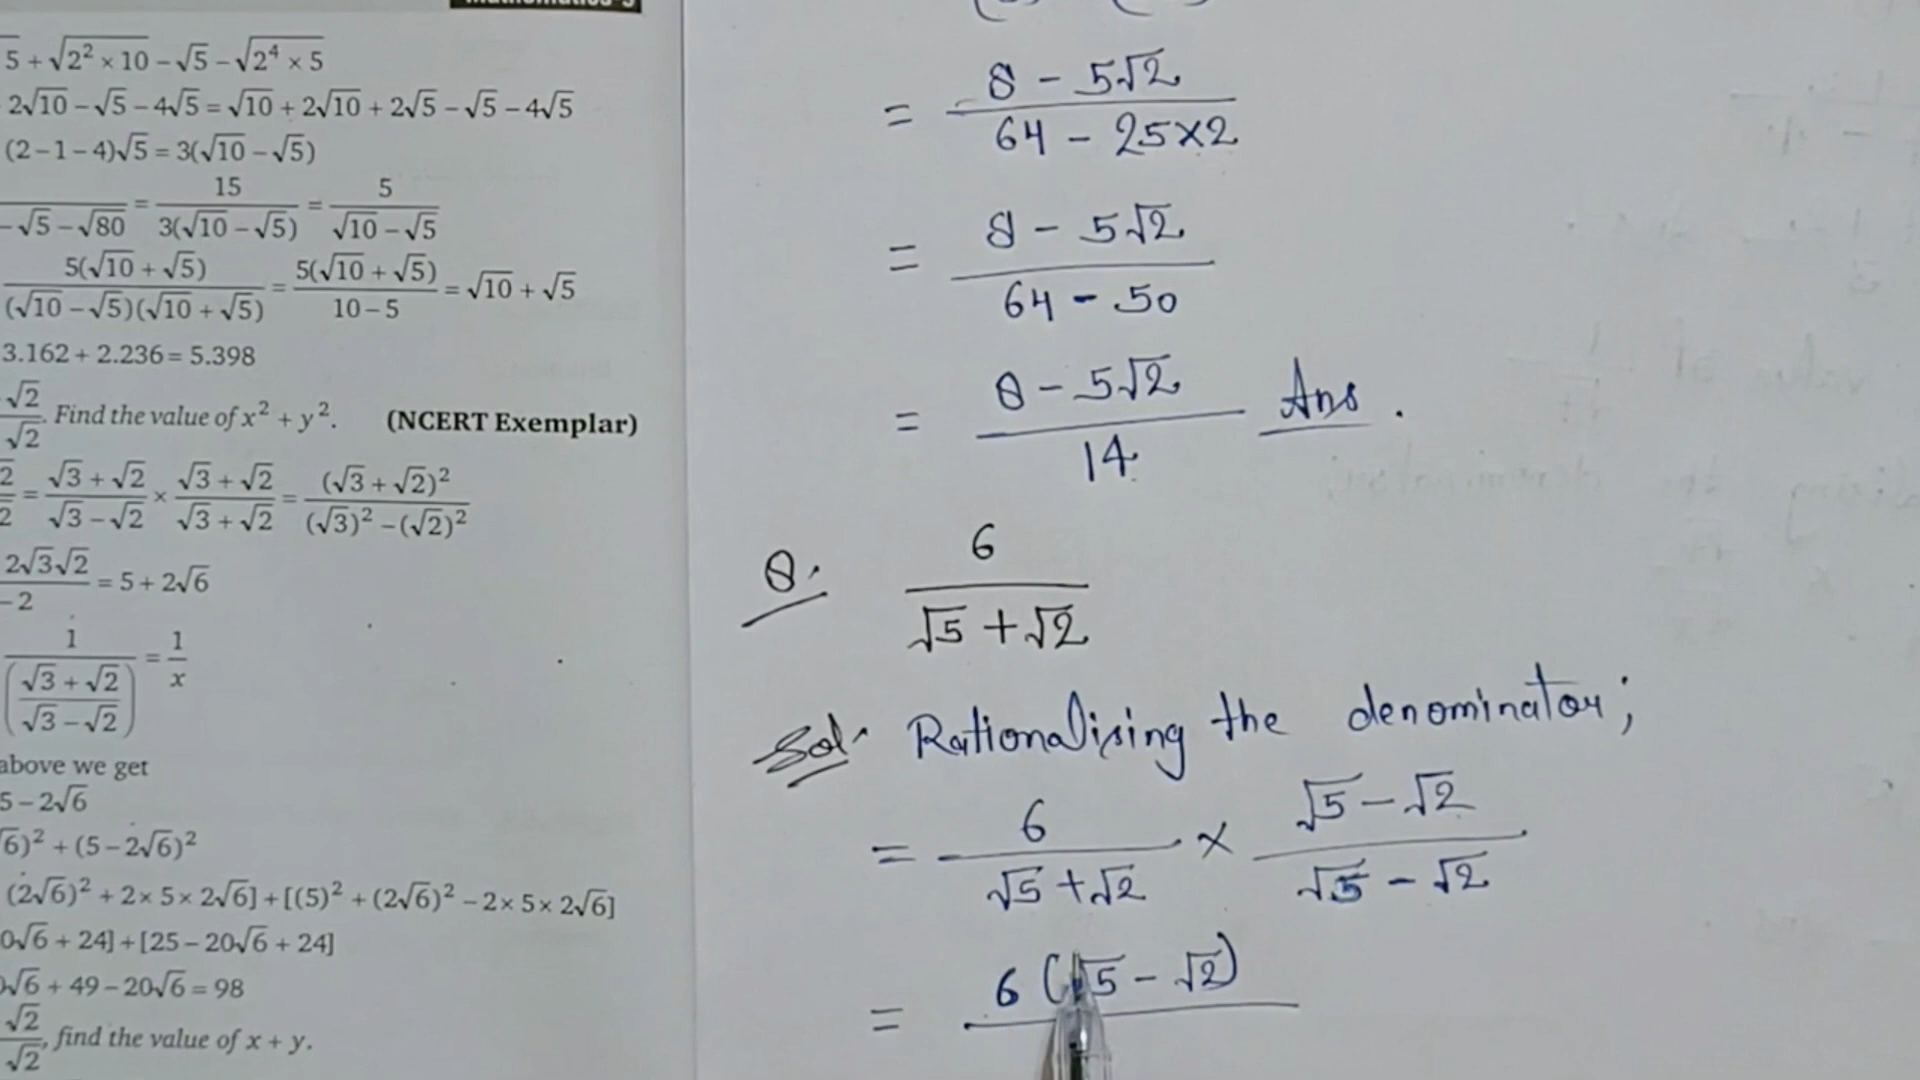 5 + √(2² × 10) − √5 − √(2⁴ × 5)
2√10 − √5 − 4√5 = √10 + 2√10 + 2√5 − √5 − 4√5
(2 − 1 − 4)√5 = 3(√10 − √5)
15 5
−√5 − √80 = 3(√10 − √5) = √10 − √5
5(√10 + √5) 5(√10 + √5)
(√10 − √5)(√10 + √5) = 10 − 5 = √10 + √5
3.162 + 2.236 = 5.398
√2/√2. Find the value of x² + y². (NCERT Exemplar)
2/2 = (√3 + √2)/(√3 − √2) × (√3 + √2)/(√3 + √2) = (√3 + √2)²/((√3)² − (√2)²)
2√3√2/−2 = 5 + 2√6
1/((√3 + √2)/(√3 − √2)) = 1/x
above we get
5 − 2√6
√6)² + (5 − 2√6)²
(2√6)² + 2 × 5 × 2√6] + [(5)² + (2√6)² − 2 × 5 × 2√6]
0√6 + 24] + [25 − 20√6 + 24]
0√6 + 49 − 20√6 = 98
√2/√2, find the value of x + y.
= (8 − 5√2)/(64 − 25×2)
= (8 − 5√2)/(64 − 50)
= (8 − 5√2)/14 Ans.
Q. 6/(√5 + √2)
Sol. Rationalising the denominator;
= 6/(√5 + √2) × (√5 − √2)/(√5 − √2)
= 6(√5 − √2)